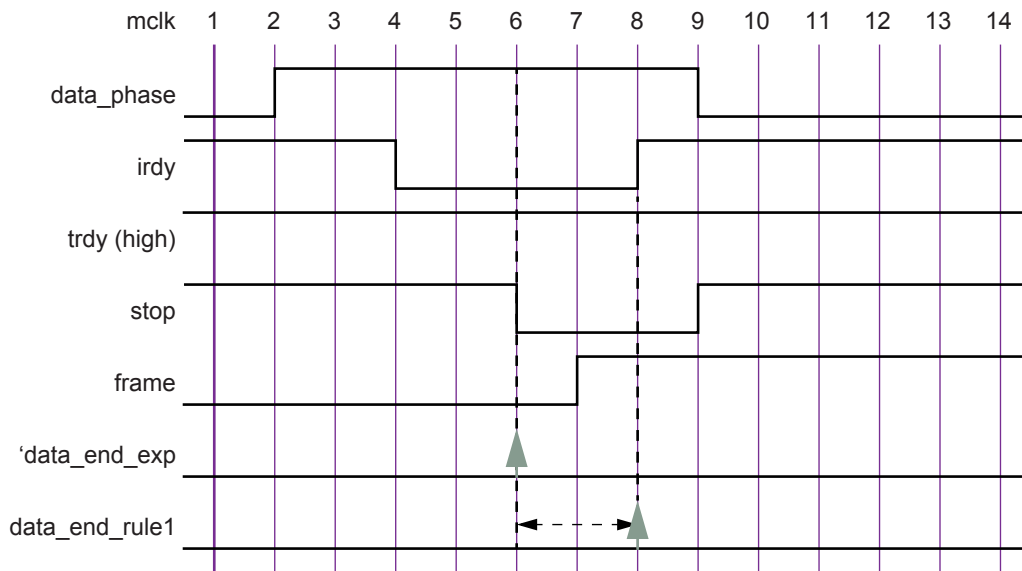 mclk 1 2 3 4 5 6 7 8 9 10 11 12 13 14
data_phase
irdy
trdy (high)
stop
frame
‘data_end_exp
data_end_rule1